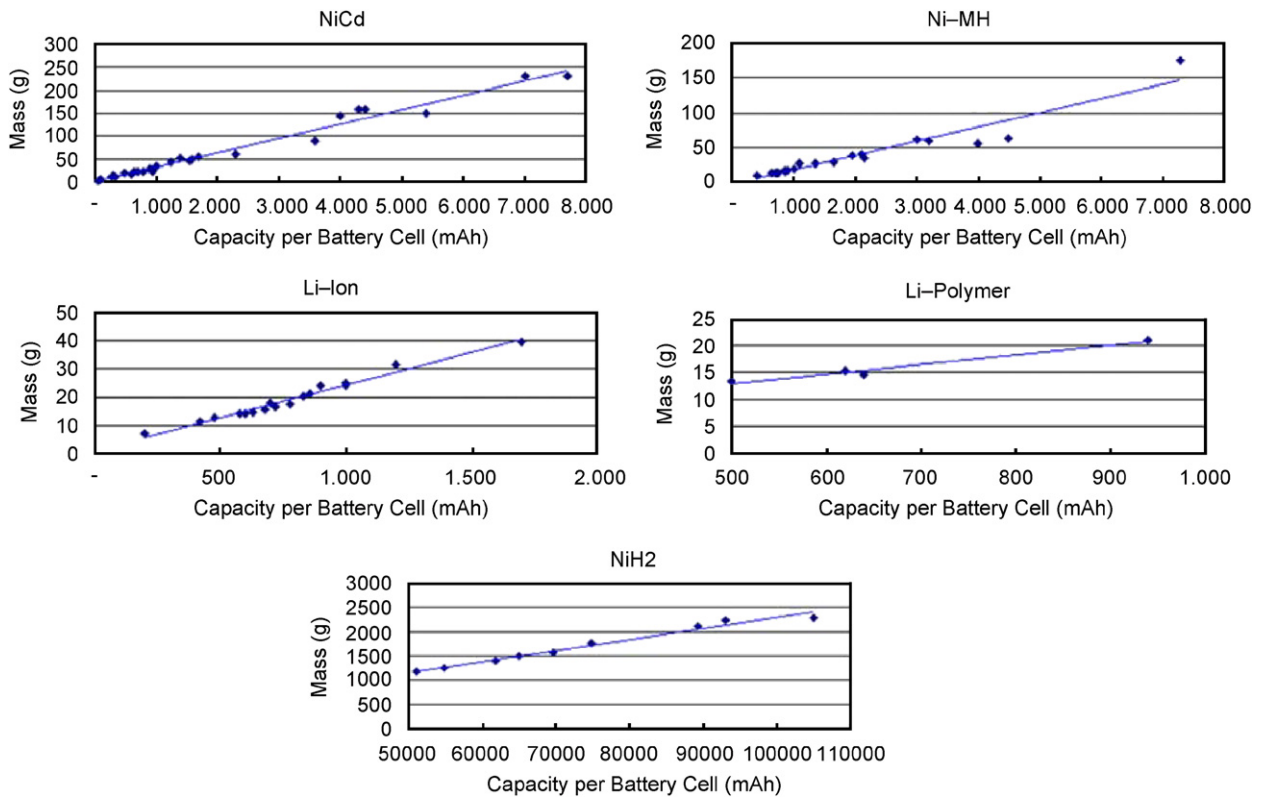 NiCd
300
250
200
150
100
50
0
Mass (g)
- 1.000 2.000 3.000 4.000 5.000 6.000 7.000 8.000
Capacity per Battery Cell (mAh)
Ni–MH
200
150
100
50
0
Mass (g)
- 1.000 2.000 3.000 4.000 5.000 6.000 7.000 8.000
Capacity per Battery Cell (mAh)
Li–Ion
50
40
30
20
10
0
Mass (g)
- 500 1.000 1.500 2.000
Capacity per Battery Cell (mAh)
Li–Polymer
25
20
15
10
5
0
Mass (g)
500 600 700 800 900 1.000
Capacity per Battery Cell (mAh)
NiH2
3000
2500
2000
1500
1000
500
0
Mass (g)
50000 60000 70000 80000 90000 100000 110000
Capacity per Battery Cell (mAh)